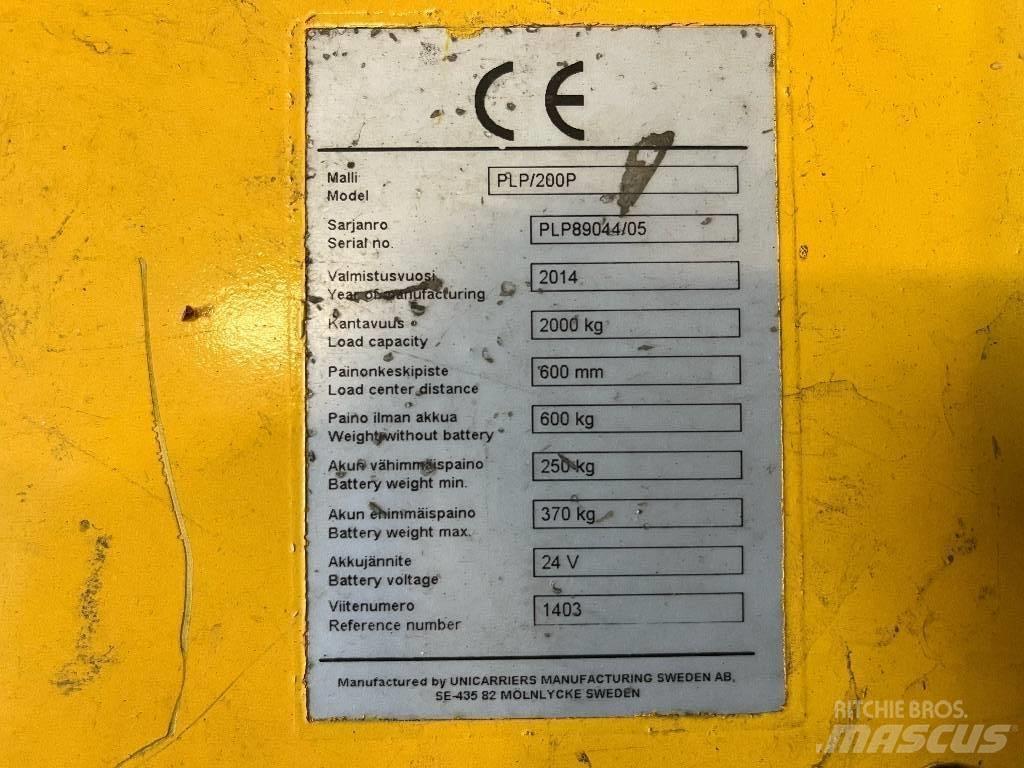 CE
Malli
Model
PLP/200P
Sarjanro
Serial no.
PLP89044/05
Valmistusvuosi
Year of manufacturing
2014
Kantavuus
Load capacity
2000 kg
Painonkeskipiste
Load center distance
600 mm
Paino ilman akkua
Weight without battery
600 kg
Akun vähimmäispaino
Battery weight min.
250 kg
Akun enimmäispaino
Battery weight max.
370 kg
Akkujännite
Battery voltage
24 V
Viitenumero
Reference number
1403
Manufactured by UNICARRIERS MANUFACTURING SWEDEN AB,
SE-435 82 MÖLNLYCKE SWEDEN
RITCHIE BROS.
MASCUS